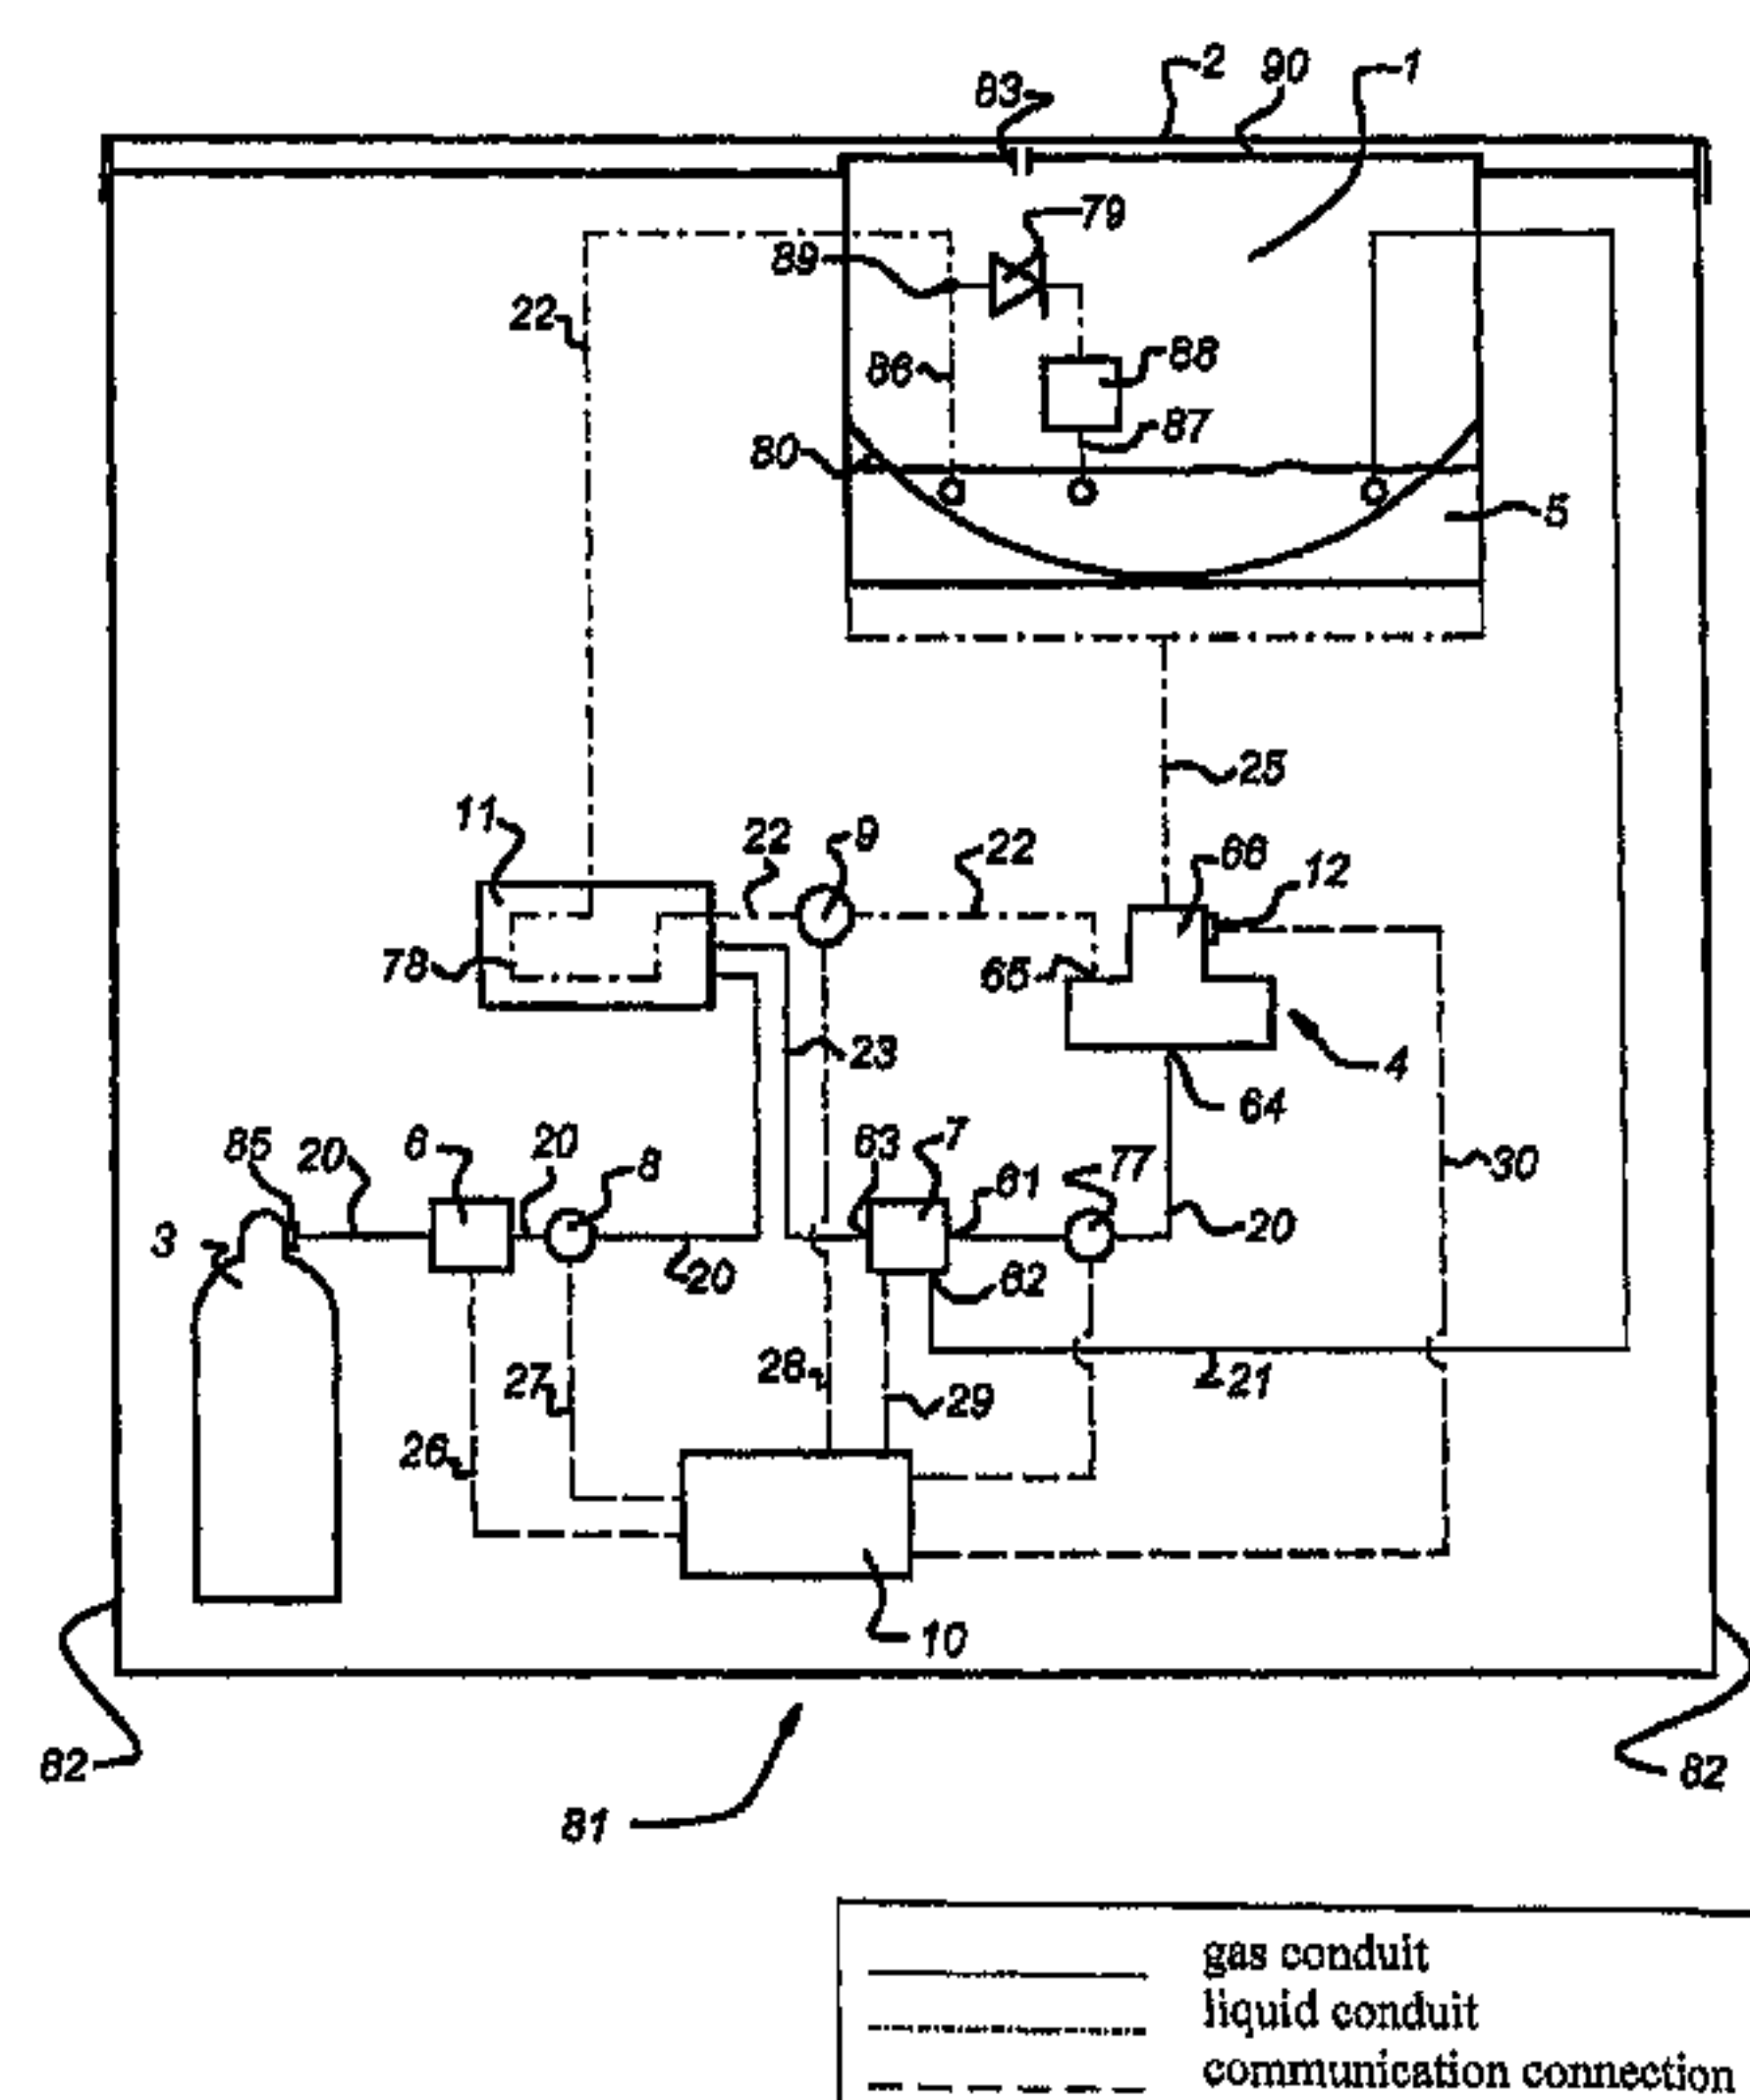 83 2 90 1
79
89
22
86 88
87
80
5
25
11 22 9 22 66 12
78 65
23 4
64
85 20 6 20 8 63 7 61 77 30
3 20 62 20
27 28 29 21
26
10
82 82
81
gas conduit
liquid conduit
communication connection